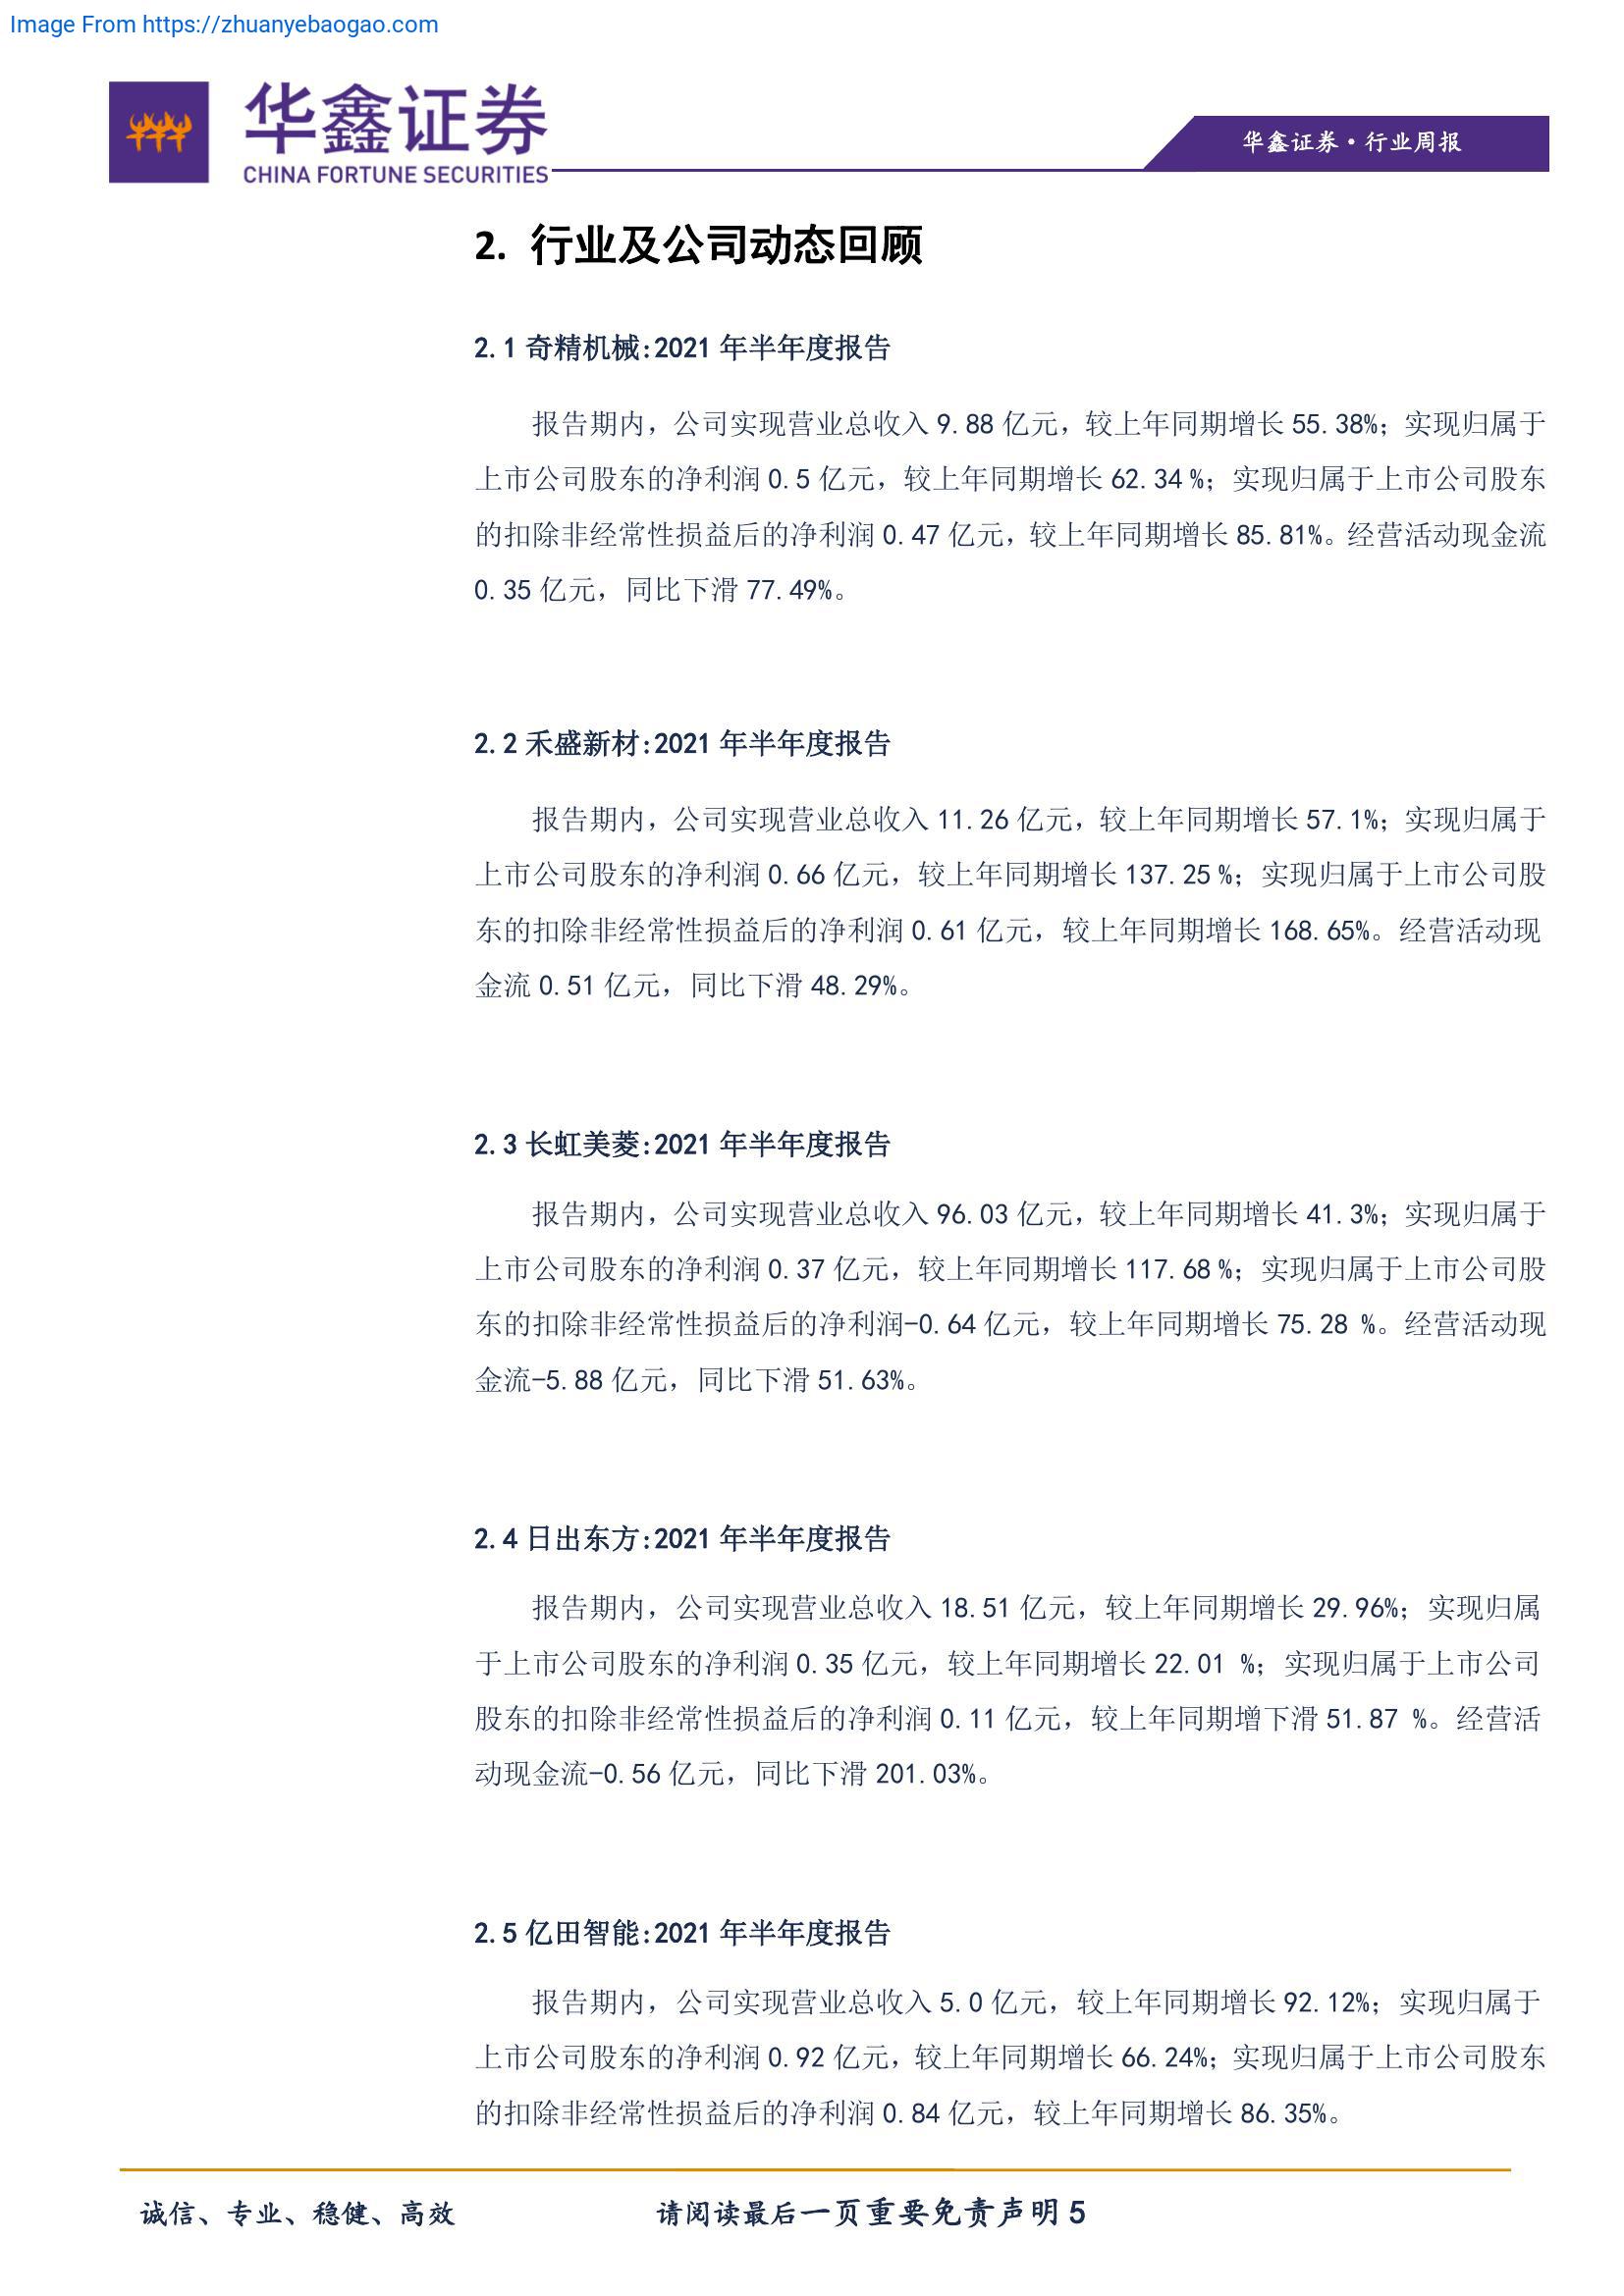 Image From https://zhuanyebaogao.com
华鑫证券
CHINA FORTUNE SECURITIES
华鑫证券·行业周报
2. 行业及公司动态回顾
2.1 奇精机械:2021 年半年度报告
报告期内，公司实现营业总收入 9.88 亿元，较上年同期增长 55.38%；实现归属于
上市公司股东的净利润 0.5 亿元，较上年同期增长 62.34 %；实现归属于上市公司股东
的扣除非经常性损益后的净利润 0.47 亿元，较上年同期增长 85.81%。经营活动现金流
0.35 亿元，同比下滑 77.49%。
2.2 禾盛新材:2021 年半年度报告
报告期内，公司实现营业总收入 11.26 亿元，较上年同期增长 57.1%；实现归属于
上市公司股东的净利润 0.66 亿元，较上年同期增长 137.25 %；实现归属于上市公司股
东的扣除非经常性损益后的净利润 0.61 亿元，较上年同期增长 168.65%。经营活动现
金流 0.51 亿元，同比下滑 48.29%。
2.3 长虹美菱:2021 年半年度报告
报告期内，公司实现营业总收入 96.03 亿元，较上年同期增长 41.3%；实现归属于
上市公司股东的净利润 0.37 亿元，较上年同期增长 117.68 %；实现归属于上市公司股
东的扣除非经常性损益后的净利润-0.64 亿元，较上年同期增长 75.28 %。经营活动现
金流-5.88 亿元，同比下滑 51.63%。
2.4 日出东方:2021 年半年度报告
报告期内，公司实现营业总收入 18.51 亿元，较上年同期增长 29.96%；实现归属
于上市公司股东的净利润 0.35 亿元，较上年同期增长 22.01 %；实现归属于上市公司
股东的扣除非经常性损益后的净利润 0.11 亿元，较上年同期增下滑 51.87 %。经营活
动现金流-0.56 亿元，同比下滑 201.03%。
2.5 亿田智能:2021 年半年度报告
报告期内，公司实现营业总收入 5.0 亿元，较上年同期增长 92.12%；实现归属于
上市公司股东的净利润 0.92 亿元，较上年同期增长 66.24%；实现归属于上市公司股东
的扣除非经常性损益后的净利润 0.84 亿元，较上年同期增长 86.35%。
诚信、专业、稳健、高效
请阅读最后一页重要免责声明 5